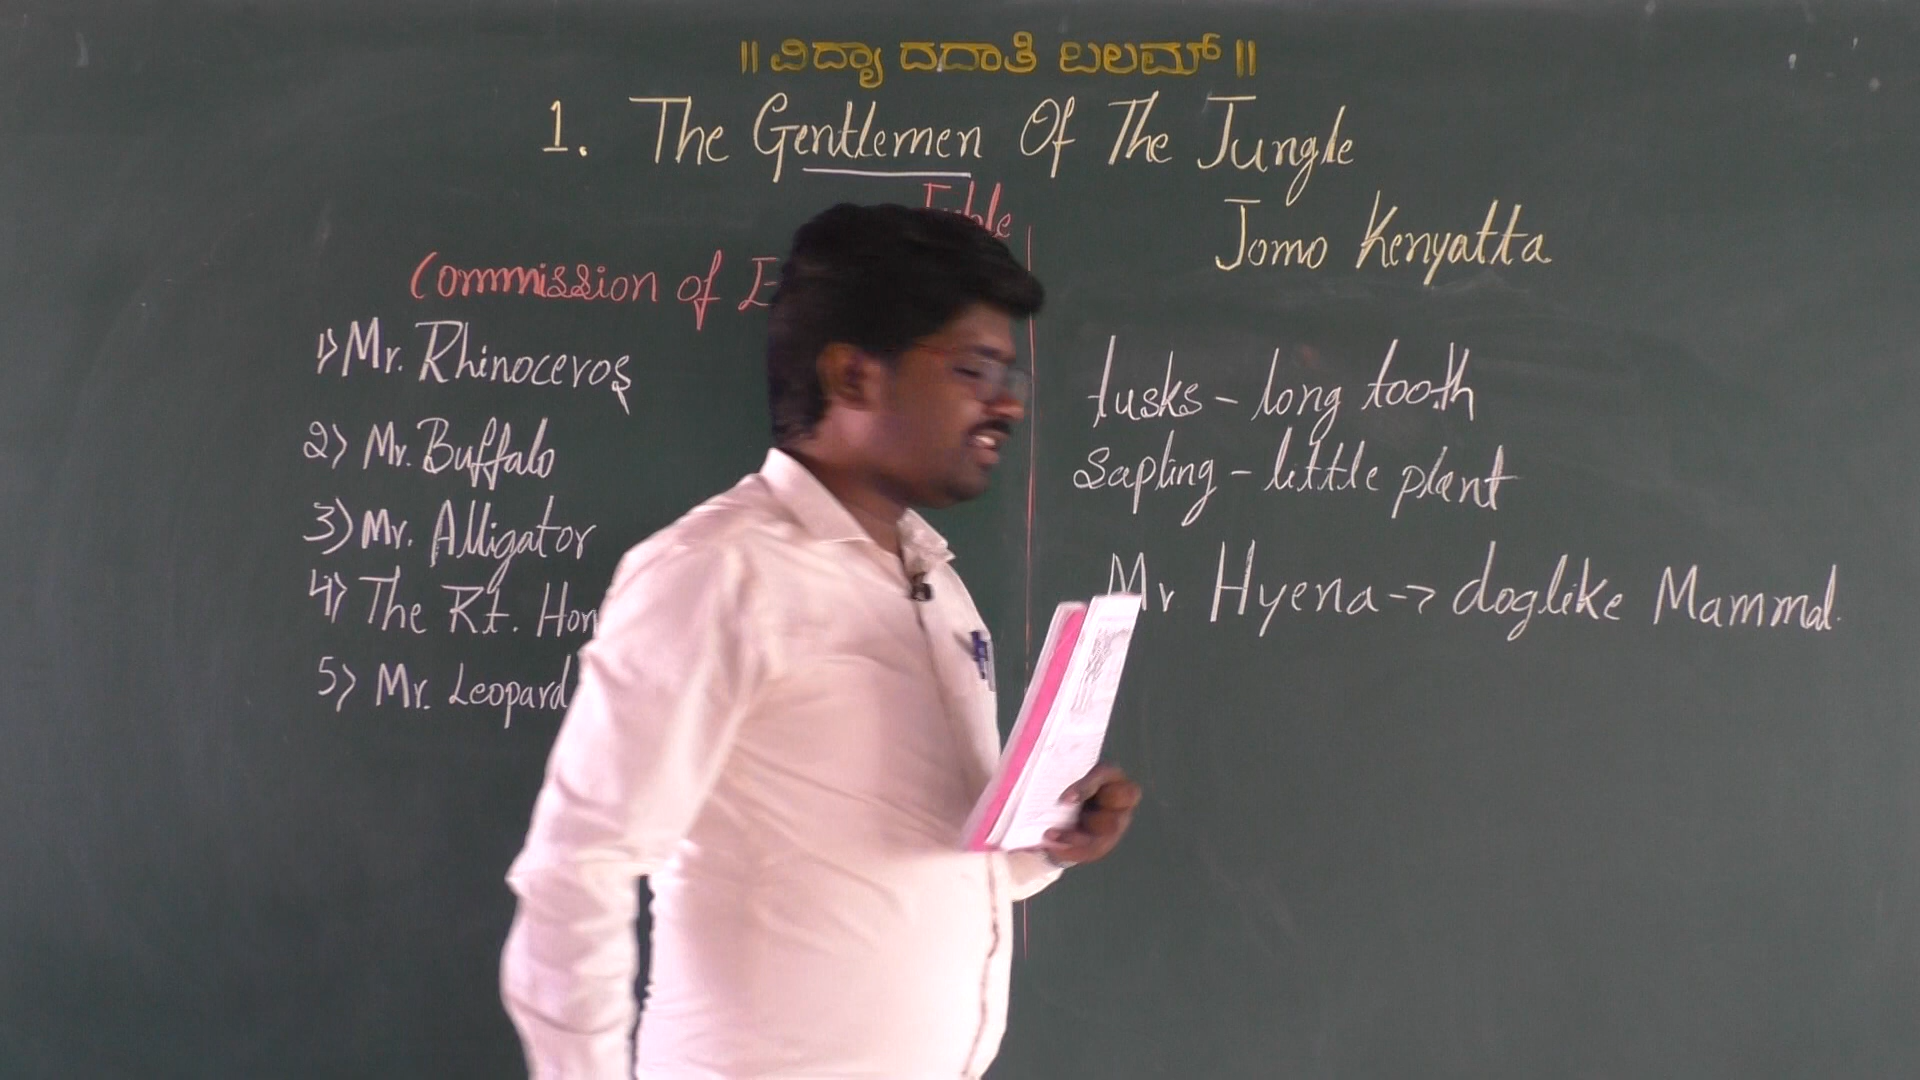 ॥ ವಿದ್ಯಾ ದದಾತಿ ಬಲಮ್ ॥
1. The Gentlemen Of The Jungle
Jomo Kenyatta
Commission of
1) Mr. Rhinoceros
2) Mr. Buffalo
3) Mr. Alligator
4) The Rt. Hon
5) Mr. Leopard
tusks - long tooth
Sapling - little plant
Mr Hyena → doglike Mammal.